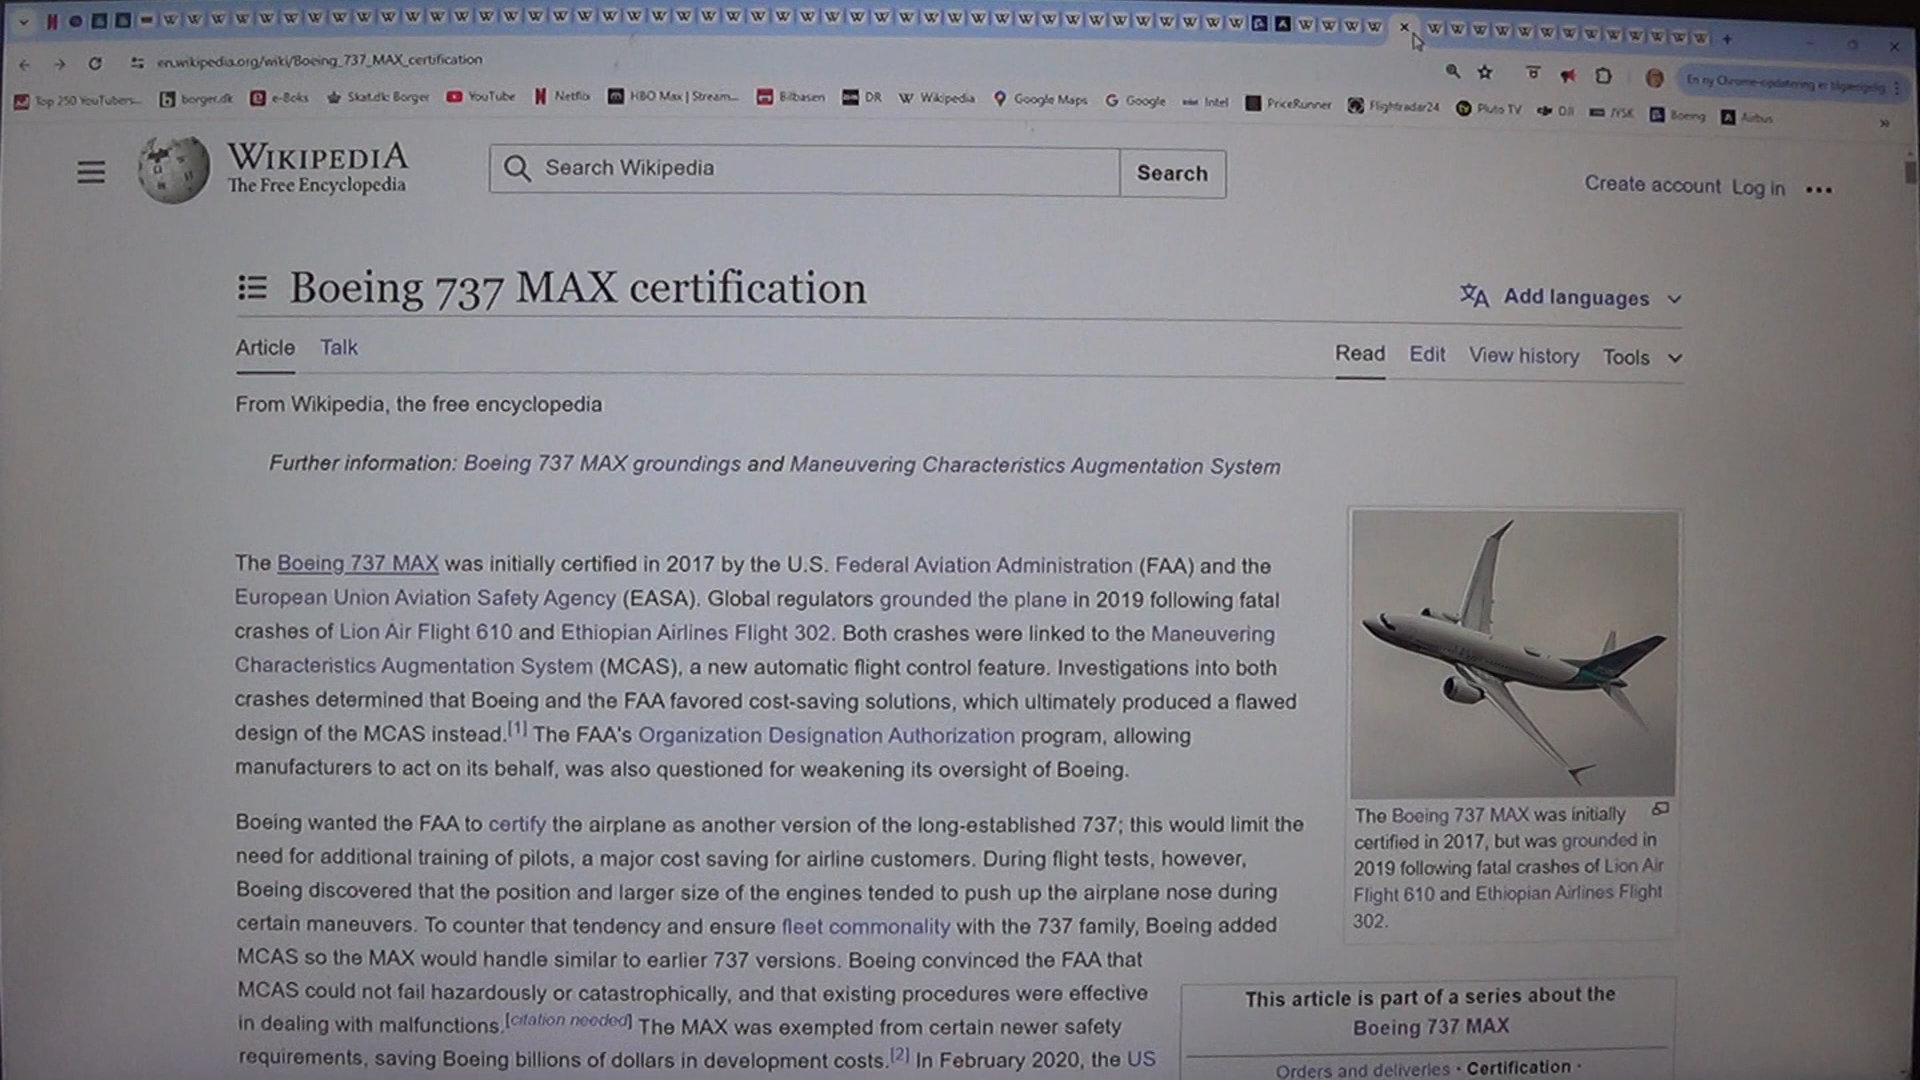 en.wikipedia.org/wiki/Boeing_737_MAX_certification
En ny Chrome-opdatering er tilgængelig
Top 250 YouTubers... borger.dk e-Boks Skat.dk: Borger YouTube Netflix HBO Max | Stream... Bilbasen DR Wikipedia Google Maps Google Intel PriceRunner Flightradar24 Pluto TV DJI JYSK Boeing Airbus
WIKIPEDIA
The Free Encyclopedia
Search Wikipedia
Search
Create account Log in
Boeing 737 MAX certification
Add languages
Article Talk
Read Edit View history Tools
From Wikipedia, the free encyclopedia
Further information: Boeing 737 MAX groundings and Maneuvering Characteristics Augmentation System
The Boeing 737 MAX was initially certified in 2017 by the U.S. Federal Aviation Administration (FAA) and the
European Union Aviation Safety Agency (EASA). Global regulators grounded the plane in 2019 following fatal
crashes of Lion Air Flight 610 and Ethiopian Airlines Flight 302. Both crashes were linked to the Maneuvering
Characteristics Augmentation System (MCAS), a new automatic flight control feature. Investigations into both
crashes determined that Boeing and the FAA favored cost-saving solutions, which ultimately produced a flawed
design of the MCAS instead.[1] The FAA's Organization Designation Authorization program, allowing
manufacturers to act on its behalf, was also questioned for weakening its oversight of Boeing.
Boeing wanted the FAA to certify the airplane as another version of the long-established 737; this would limit the
need for additional training of pilots, a major cost saving for airline customers. During flight tests, however,
Boeing discovered that the position and larger size of the engines tended to push up the airplane nose during
certain maneuvers. To counter that tendency and ensure fleet commonality with the 737 family, Boeing added
MCAS so the MAX would handle similar to earlier 737 versions. Boeing convinced the FAA that
MCAS could not fail hazardously or catastrophically, and that existing procedures were effective
in dealing with malfunctions.[citation needed] The MAX was exempted from certain newer safety
requirements, saving Boeing billions of dollars in development costs.[2] In February 2020, the US
The Boeing 737 MAX was initially
certified in 2017, but was grounded in
2019 following fatal crashes of Lion Air
Flight 610 and Ethiopian Airlines Flight
302.
This article is part of a series about the
Boeing 737 MAX
Orders and deliveries · Certification ·